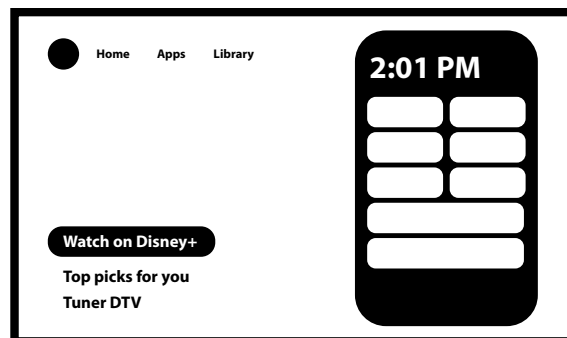 Home Apps Library
2:01 PM
Watch on Disney+
Top picks for you
Tuner DTV